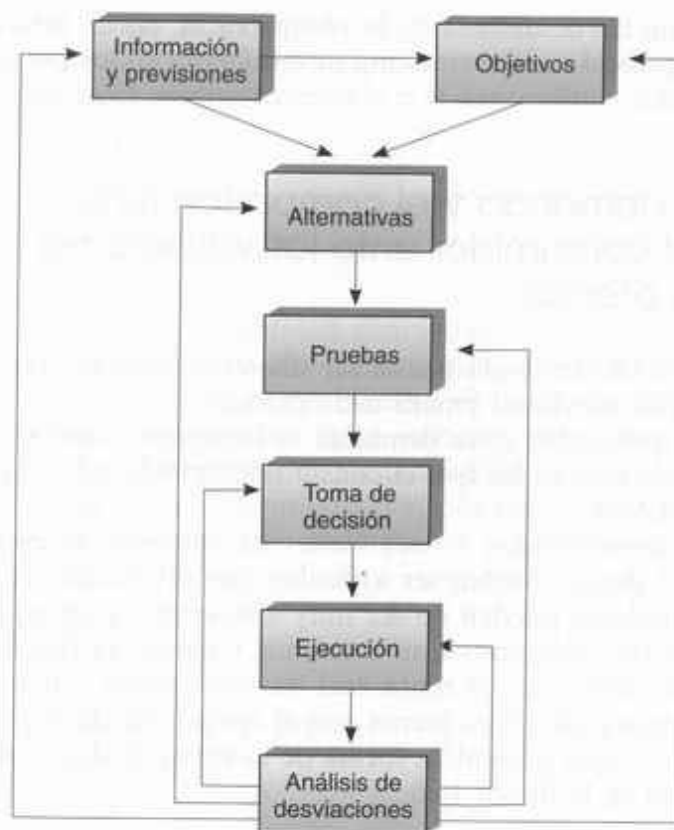 Información
y previsiones
Objetivos
Alternativas
Pruebas
Toma de
decisión
Ejecución
Análisis de
desviaciones